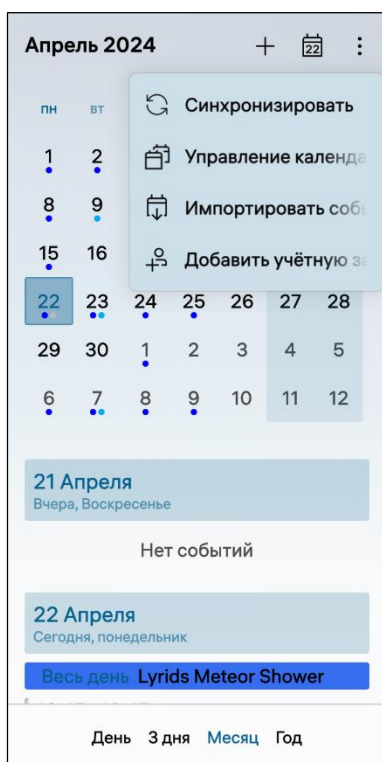 Апрель 2024 22
ПН ВТ
Синхронизировать
1 2
Управление календа
8 9
Импортировать соб
15 16
Добавить учётную за
22 23 24 25 26 27 28
29 30 1 2 3 4 5
6 7 8 9 10 11 12
21 Апреля
Вчера, Воскресенье
Нет событий
22 Апреля
Сегодня, понедельник
Весь день Lyrids Meteor Shower
День 3 дня Месяц Год